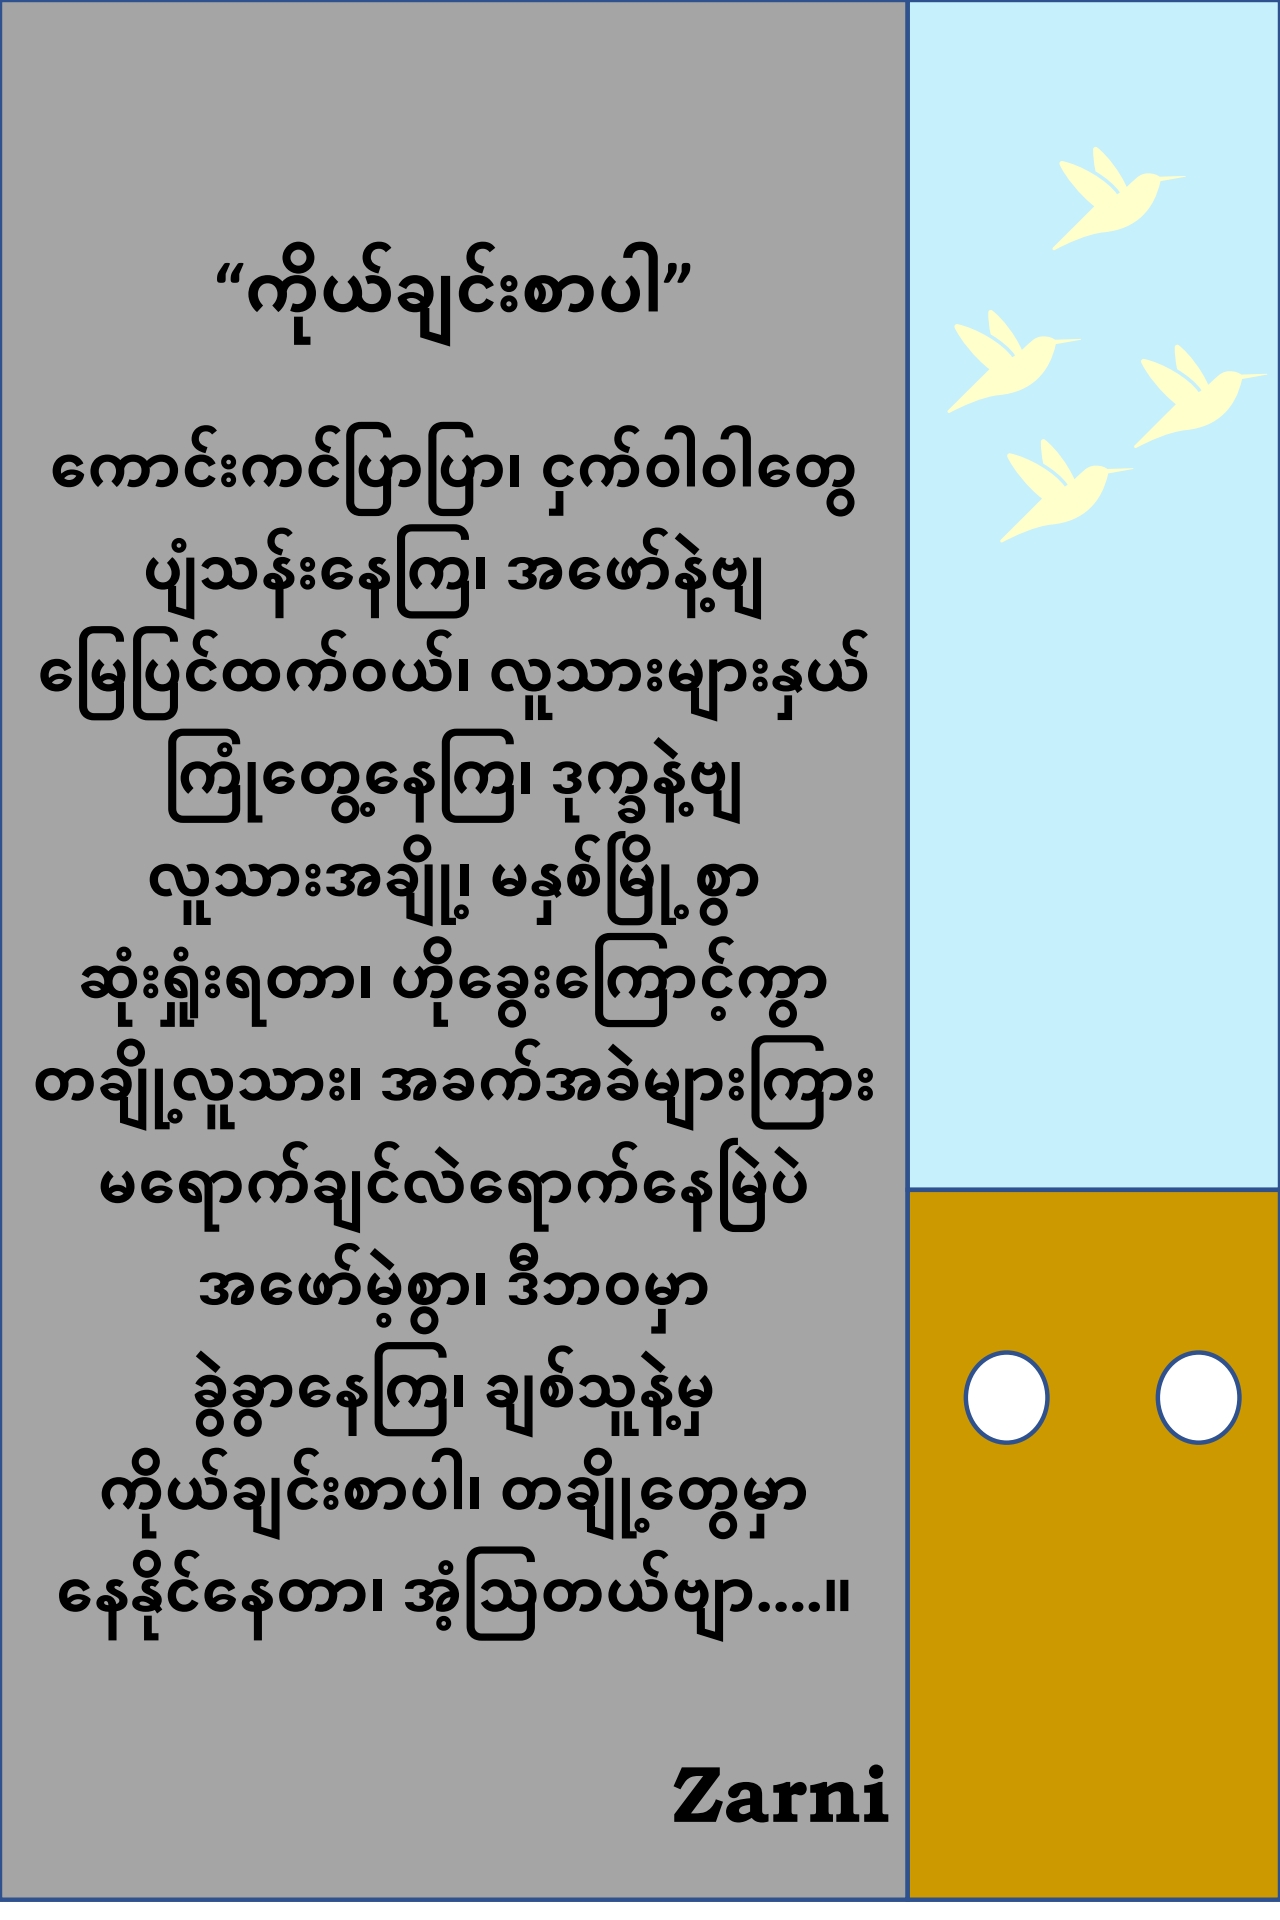 “ကိုယ်ချင်းစာပါ”
ကောင်းကင်ပြာပြာ၊ ငှက်ဝါဝါတွေ
ပျံသန်းနေကြ၊ အဖော်နဲ့ဗျ
မြေပြင်ထက်ဝယ်၊ လူသားများနှယ်
ကြုံတွေ့နေကြ၊ ဒုက္ခနဲ့ဗျ
လူသားအချို့၊ မနှစ်မြို့စွာ
ဆုံးရှုံးရတာ၊ ဟိုခွေးကြောင့်ကွာ
တချို့လူသား၊ အခက်အခဲများကြား
မရောက်ချင်လဲရောက်နေမြဲပဲ
အဖော်မဲ့စွာ၊ ဒီဘဝမှာ
ခွဲခွာနေကြ၊ ချစ်သူနဲ့မှ
ကိုယ်ချင်းစာပါ၊ တချို့တွေမှာ
နေနိုင်နေတာ၊ အံ့ဩတယ်ဗျာ....။
Zarni